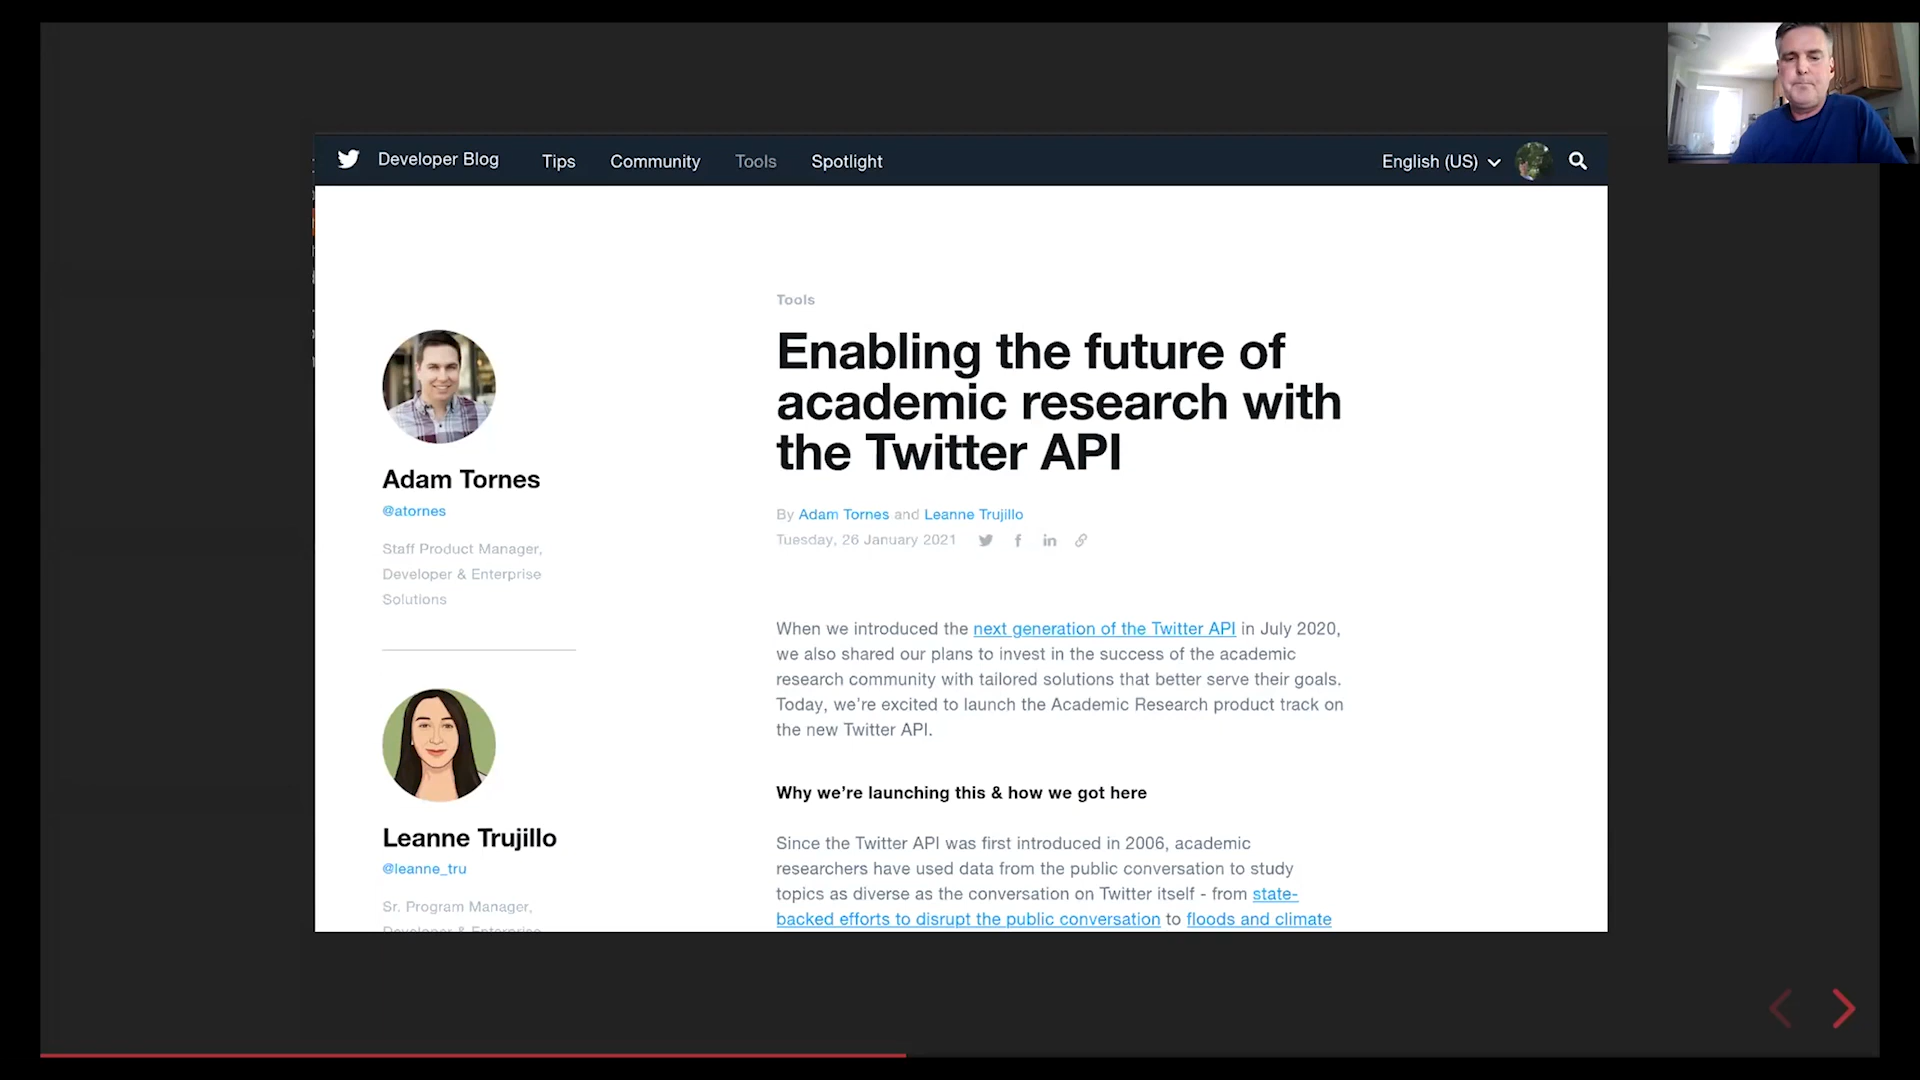 Developer Blog
Tips
Community
Tools
Spotlight
English (US)
Adam Tornes
@atornes
Staff Product Manager,
Developer & Enterprise
Solutions
Leanne Trujillo
@leanne_tru
Sr. Program Manager,
Developer & Enterprise
Tools
Enabling the future of
academic research with
the Twitter API
By Adam Tornes and Leanne Trujillo
Tuesday, 26 January 2021
When we introduced the next generation of the Twitter API in July 2020,
we also shared our plans to invest in the success of the academic
research community with tailored solutions that better serve their goals.
Today, we're excited to launch the Academic Research product track on
the new Twitter API.
Why we're launching this & how we got here
Since the Twitter API was first introduced in 2006, academic
researchers have used data from the public conversation to study
topics as diverse as the conversation on Twitter itself - from state-
backed efforts to disrupt the public conversation to floods and climate